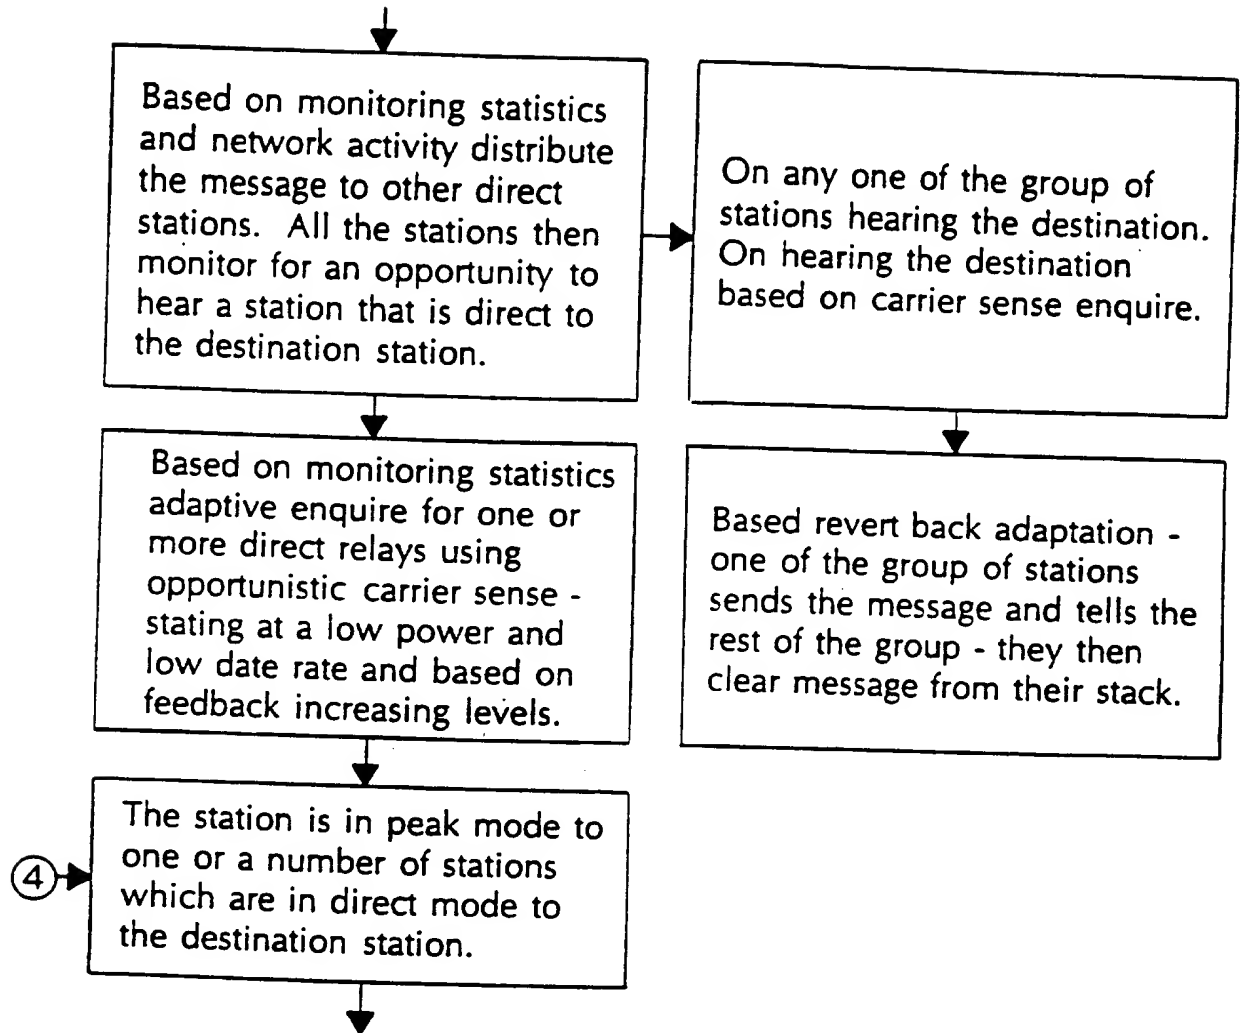 Based on monitoring statistics
and network activity distribute
the message to other direct
stations. All the stations then
monitor for an opportunity to
hear a station that is direct to
the destination station.
On any one of the group of
stations hearing the destination.
On hearing the destination
based on carrier sense enquire.
Based on monitoring statistics
adaptive enquire for one or
more direct relays using
opportunistic carrier sense -
stating at a low power and
low date rate and based on
feedback increasing levels.
Based revert back adaptation -
one of the group of stations
sends the message and tells the
rest of the group - they then
clear message from their stack.
The station is in peak mode to
one or a number of stations
which are in direct mode to
the destination station.
4